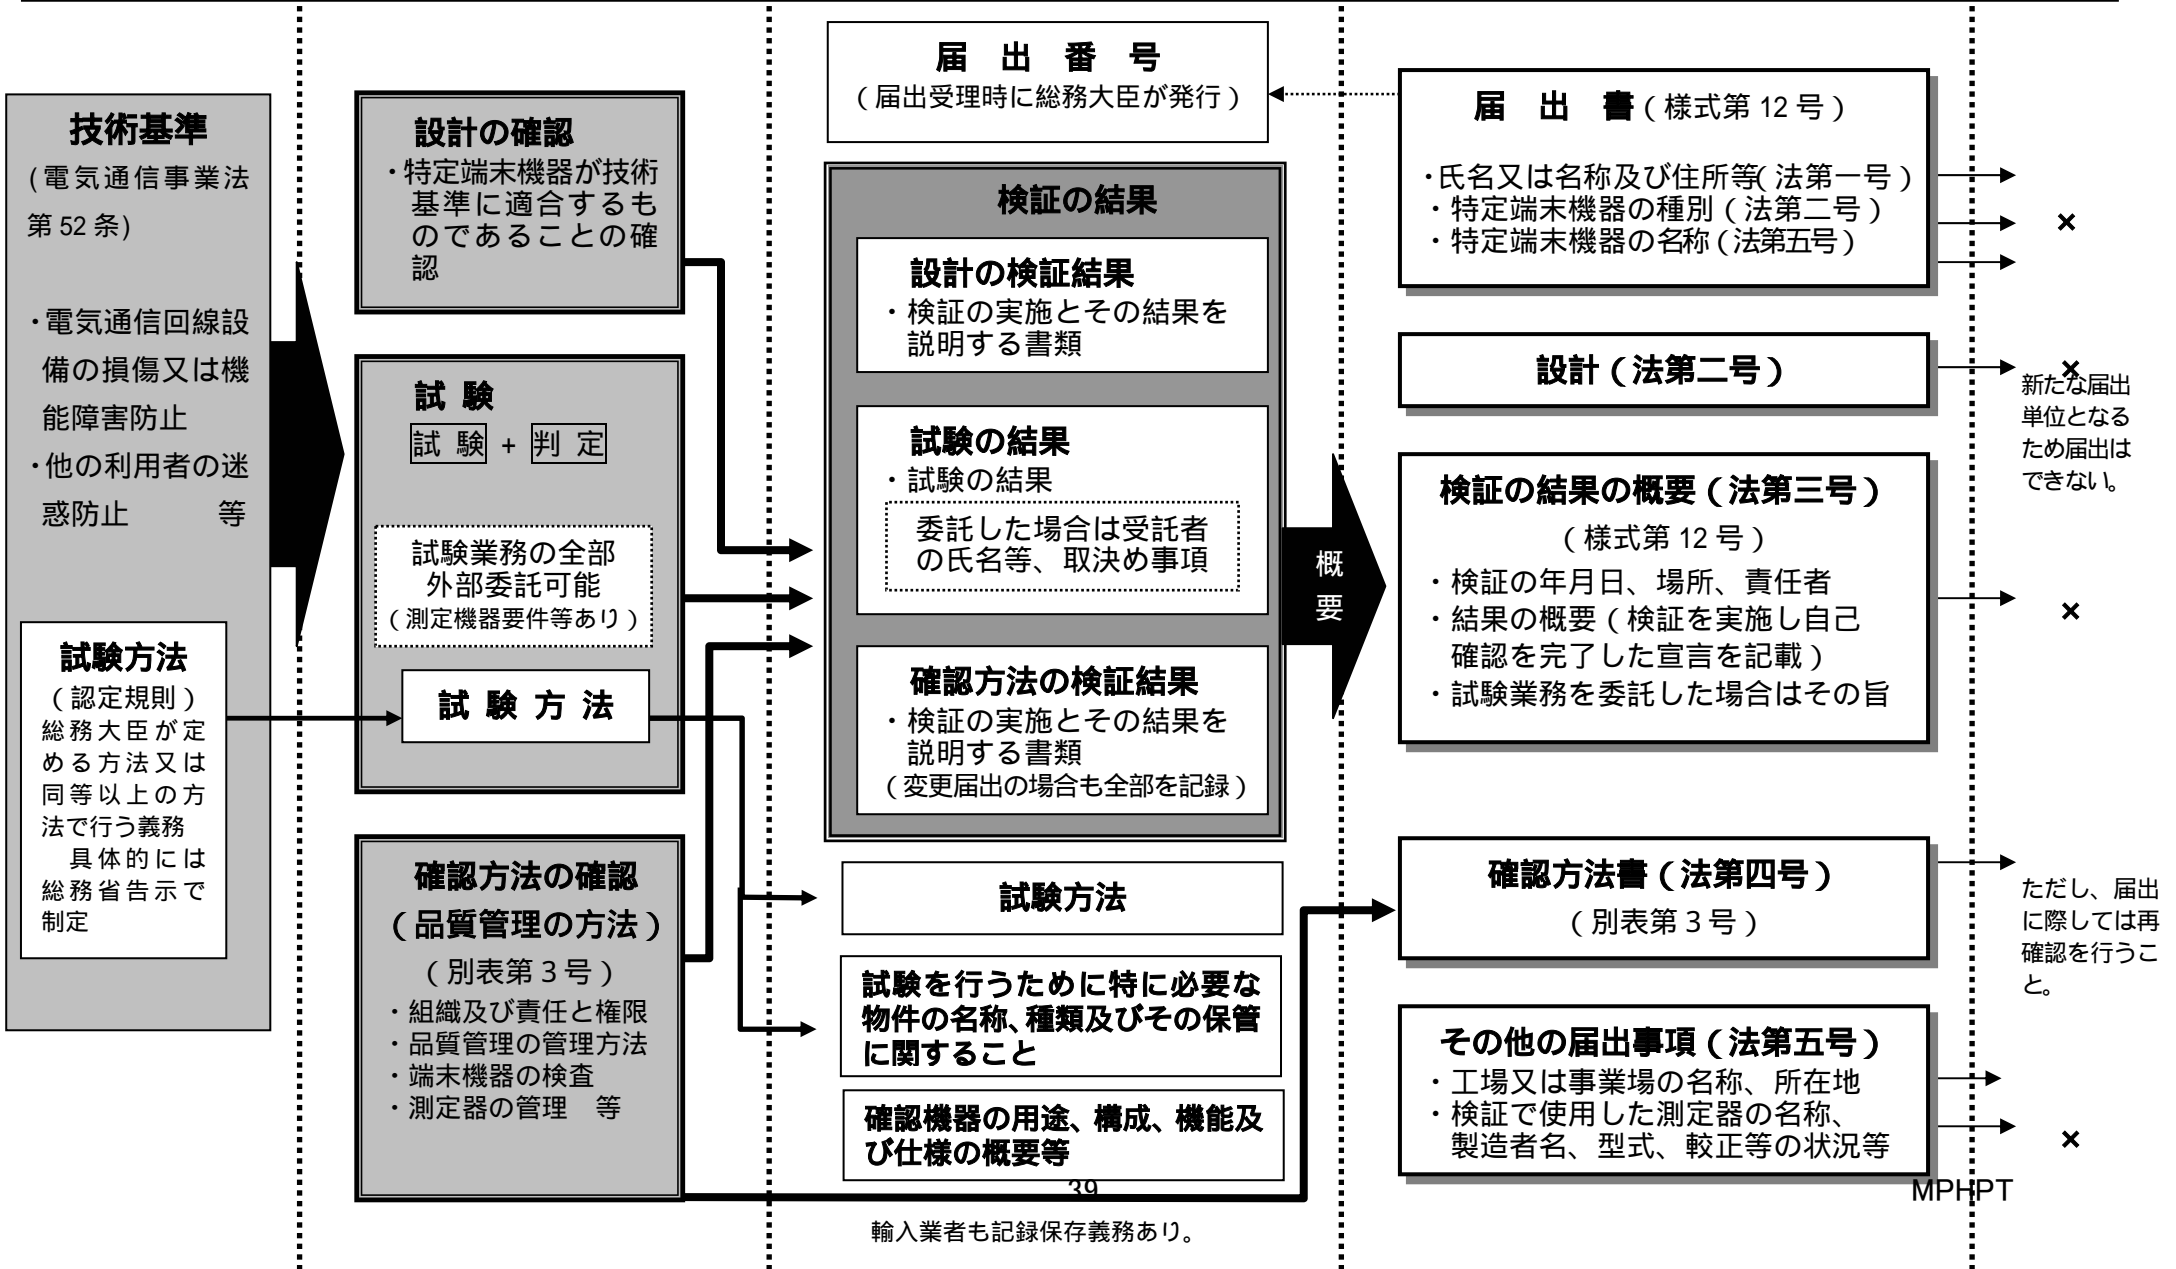 技術基準
(電気通信事業法
第 52 条)
・電気通信回線設
備の損傷又は機
能障害防止
・他の利用者の迷
惑防止　　等
試験方法
（認定規則）
総務大臣が定
める方法又は
同等以上の方
法で行う義務
具体的には
総務省告示で
制定
設計の確認
・特定端末機器が技術
基準に適合するも
のであることの確
認
試 験
試 験 + 判 定
試験業務の全部
外部委託可能
（測定機器要件等あり）
試 験 方 法
確認方法の確認
（品質管理の方法）
（別表第３号）
・組織及び責任と権限
・品質管理の管理方法
・端末機器の検査
・測定器の管理　等
届 出 番 号
（届出受理時に総務大臣が発行）
検証の結果
設計の検証結果
・検証の実施とその結果を
説明する書類
試験の結果
・試験の結果
委託した場合は受託者
の氏名等、取決め事項
確認方法の検証結果
・検証の実施とその結果を
説明する書類
（変更届出の場合も全部を記録）
試験方法
試験を行うために特に必要な
物件の名称、種類及びその保管
に関すること
確認機器の用途、構成、機能及
び仕様の概要等
39
輸入業者も記録保存義務あり。
概
要
届 出 書（様式第 12 号）
・氏名又は名称及び住所等（法第一号）
・特定端末機器の種別（法第二号）
・特定端末機器の名称（法第五号）
設計（法第二号）
検証の結果の概要（法第三号）
（様式第 12 号）
・検証の年月日、場所、責任者
・結果の概要（検証を実施し自己
確認を完了した宣言を記載）
・試験業務を委託した場合はその旨
確認方法書（法第四号）
（別表第３号）
その他の届出事項（法第五号）
・工場又は事業場の名称、所在地
・検証で使用した測定器の名称、
製造者名、型式、較正等の状況等
MPHPT
×
×
新たな届出
単位となる
ため届出は
できない。
×
ただし、届出
に際しては再
確認を行うこ
と。
×